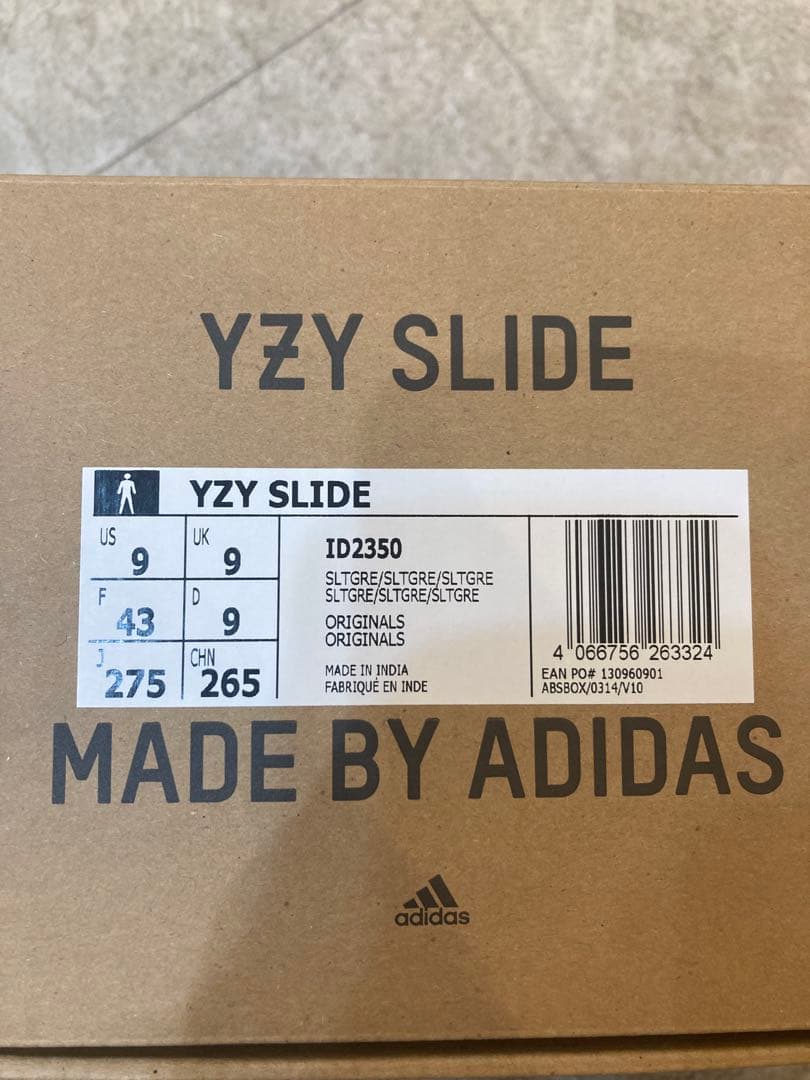 YZY SLIDE
YZY SLIDE
US 9 UK 9
F 43 D 9
J 275 CHN 265
ID2350
SLTGRE/SLTGRE/SLTGRE
SLTGRE/SLTGRE/SLTGRE
ORIGINALS
ORIGINALS
MADE IN INDIA
FABRIQUÉ EN INDE
4 066756 263324
EAN PO# 130960901
ABSBOX/0314/V10
MADE BY ADIDAS
adidas